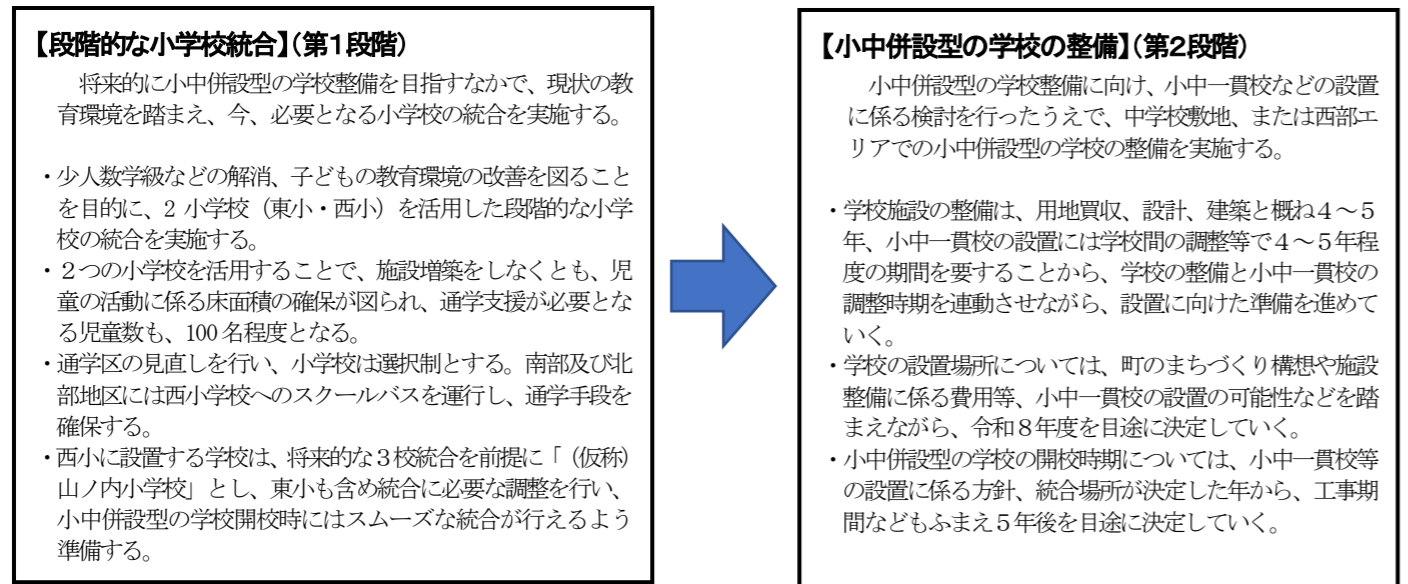 【段階的な小学校統合】(第1段階)
将来的に小中併設型の学校整備を目指すなかで、現状の教
育環境を踏まえ、今、必要となる小学校の統合を実施する。
・少人数学級などの解消、子どもの教育環境の改善を図ること
を目的に、2 小学校（東小・西小）を活用した段階的な小学
校の統合を実施する。
・２つの小学校を活用することで、施設増築をしなくとも、児
童の活動に係る床面積の確保が図られ、通学支援が必要とな
る児童数も、100 名程度となる。
・通学区の見直しを行い、小学校は選択制とする。南部及び北
部地区には西小学校へのスクールバスを運行し、通学手段を
確保する。
・西小に設置する学校は、将来的な３校統合を前提に「（仮称）
山ノ内小学校」とし、東小も含め統合に必要な調整を行い、
小中併設型の学校開校時にはスムーズな統合が行えるよう
準備する。
【小中併設型の学校の整備】(第2段階)
小中併設型の学校整備に向け、小中一貫校などの設置
に係る検討を行ったうえで、中学校敷地、または西部エ
リアでの小中併設型の学校の整備を実施する。
・学校施設の整備は、用地買収、設計、建築と概ね４～５
年、小中一貫校の設置には学校間の調整等で４～５年程
度の期間を要することから、学校の整備と小中一貫校の
調整時期を連動させながら、設置に向けた準備を進めて
いく。
・学校の設置場所については、町のまちづくり構想や施設
整備に係る費用等、小中一貫校の設置の可能性などを踏
まえながら、令和８年度を目途に決定していく。
・小中併設型の学校の開校時期については、小中一貫校等
の設置に係る方針、統合場所が決定した年から、工事期
間などもふまえ５年後を目途に決定していく。